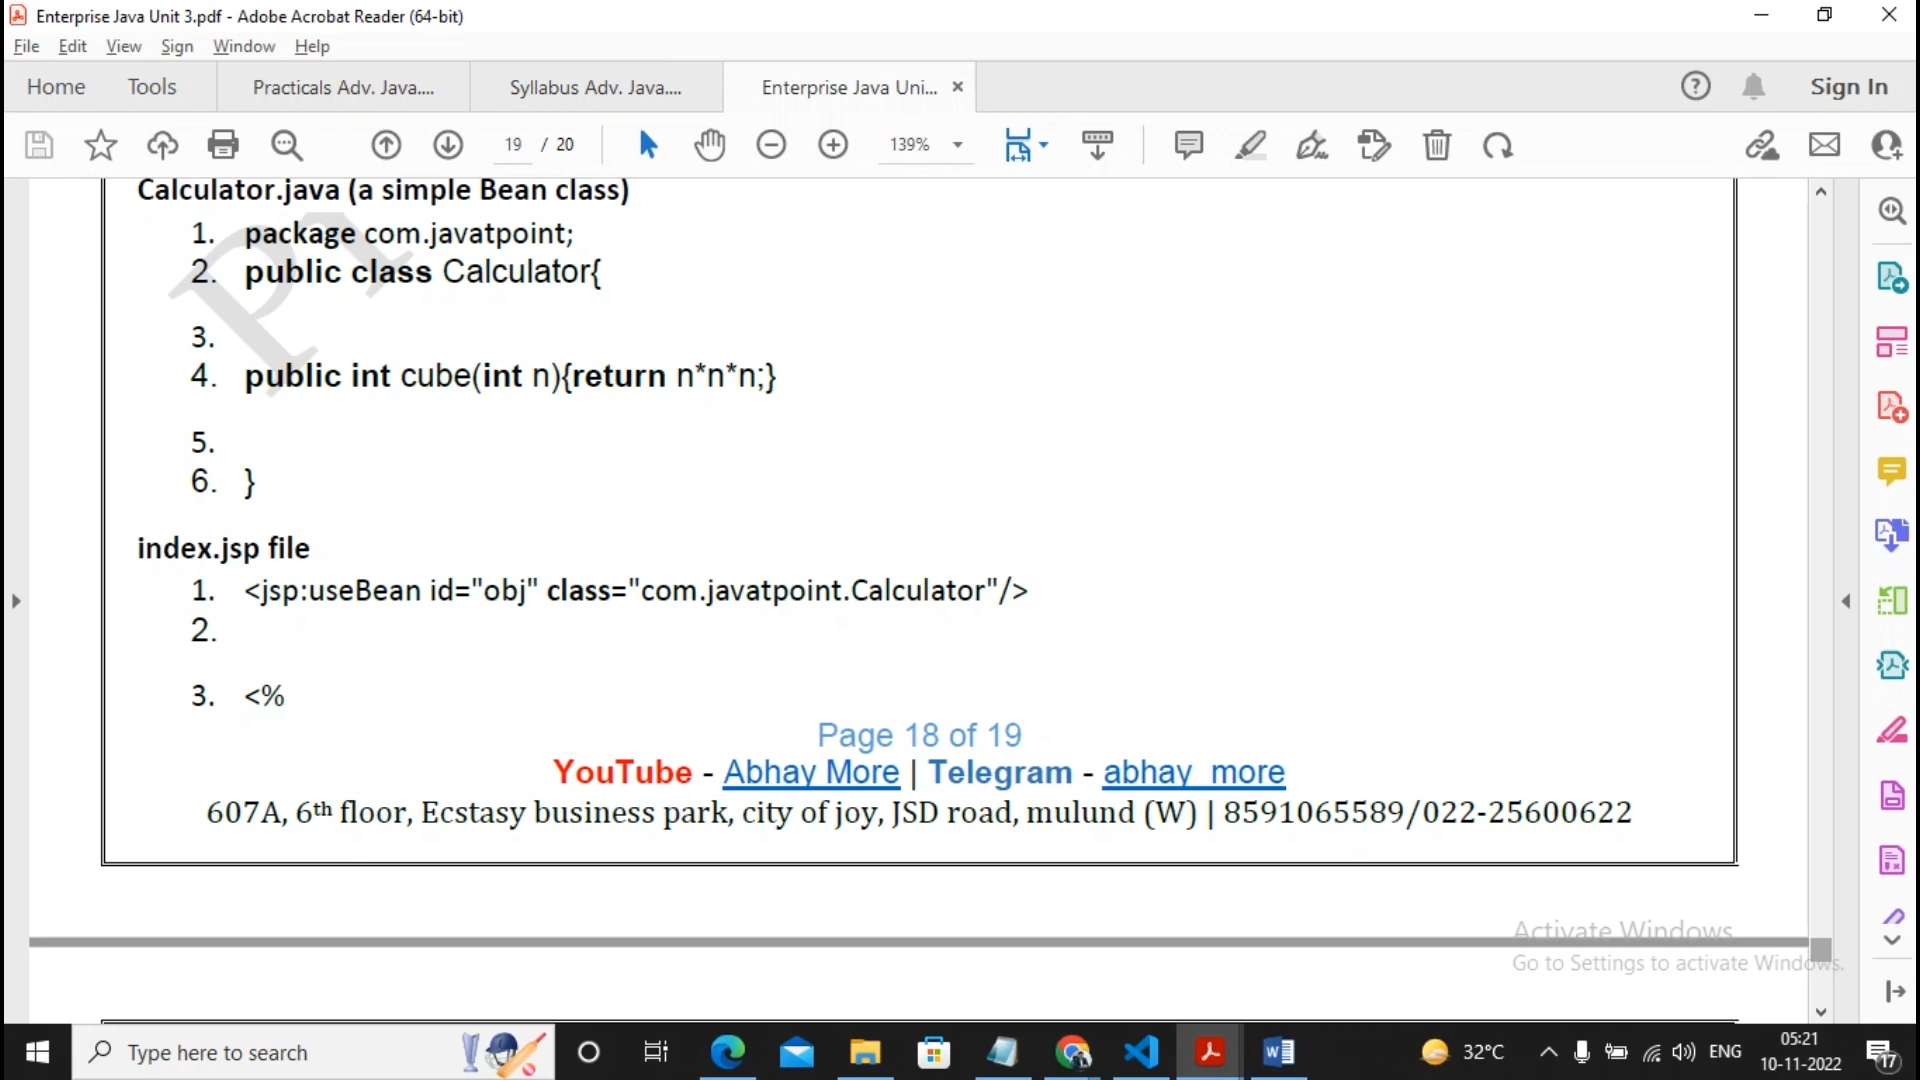 Enterprise Java Unit 3.pdf - Adobe Acrobat Reader (64-bit)
File Edit View Sign Window Help
Home Tools Practicals Adv. Java.... Syllabus Adv. Java.... Enterprise Java Uni... Sign In
19 / 20 139%
Calculator.java (a simple Bean class)
1. package com.javatpoint;
2. public class Calculator{
3.
4. public int cube(int n){return n*n*n;}
5.
6. }
index.jsp file
1. <jsp:useBean id="obj" class="com.javatpoint.Calculator"/>
2.
3. <%
Page 18 of 19
YouTube - Abhay More | Telegram - abhay_more
607A, 6th floor, Ecstasy business park, city of joy, JSD road, mulund (W) | 8591065589/022-25600622
Activate Windows
Go to Settings to activate Windows.
Type here to search
32°C ENG 05:21
10-11-2022
17